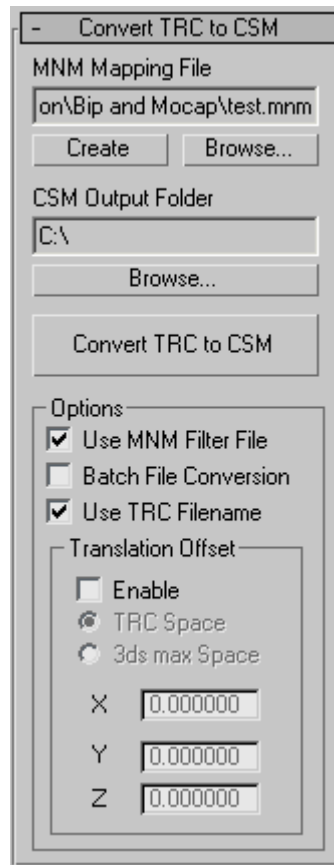 - Convert TRC to CSM
MNM Mapping File
on\Bip and Mocap\test.mnm
Create Browse...
CSM Output Folder
C:\
Browse...
Convert TRC to CSM
Options
Use MNM Filter File
Batch File Conversion
Use TRC Filename
Translation Offset
Enable
TRC Space
3ds max Space
X 0.000000
Y 0.000000
Z 0.000000